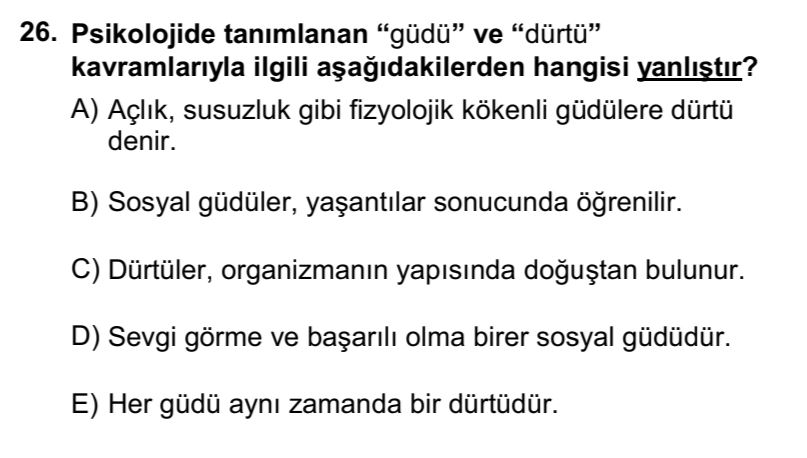 26. Psikolojide tanımlanan “güdü” ve “dürtü”
kavramlarıyla ilgili aşağıdakilerden hangisi yanlıştır?
A) Açlık, susuzluk gibi fizyolojik kökenli güdülere dürtü
denir.
B) Sosyal güdüler, yaşantılar sonucunda öğrenilir.
C) Dürtüler, organizmanın yapısında doğuştan bulunur.
D) Sevgi görme ve başarılı olma birer sosyal güdüdür.
E) Her güdü aynı zamanda bir dürtüdür.